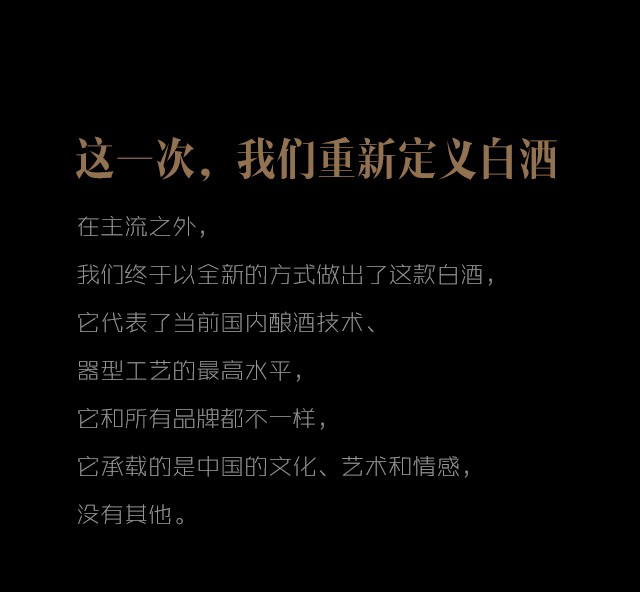 这一次，我们重新定义白酒
在主流之外，
我们终于以全新的方式做出了这款白酒，
它代表了当前国内酿酒技术、
器型工艺的最高水平，
它和所有品牌都不一样，
它承载的是中国的文化、艺术和情感，
没有其他。